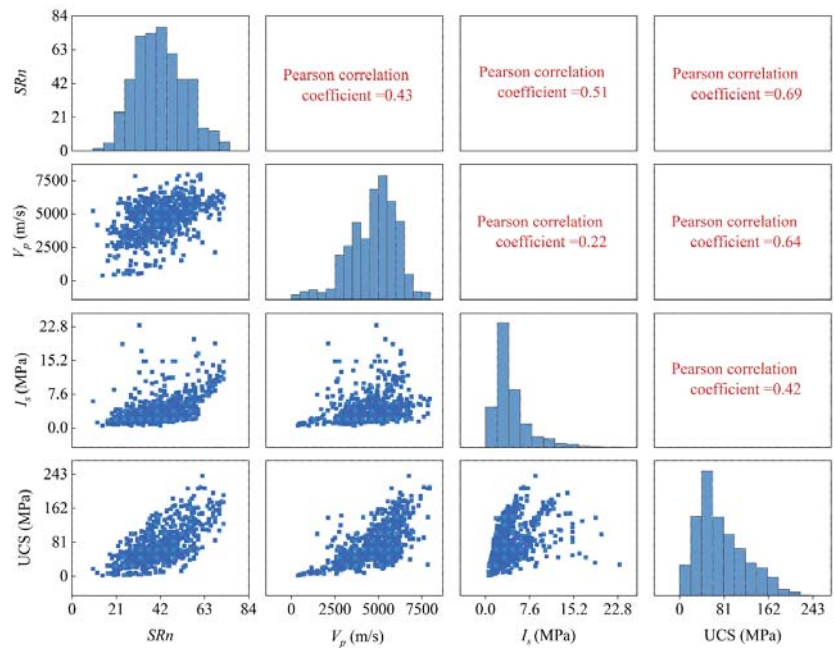 84
63
42
21
0
SRn
Pearson correlation
coefficient =0.43
Pearson correlation
coefficient =0.51
Pearson correlation
coefficient =0.69
7500
5000
2500
0
V_p (m/s)
Pearson correlation
coefficient =0.22
Pearson correlation
coefficient =0.64
22.8
15.2
7.6
0.0
I_s (MPa)
Pearson correlation
coefficient =0.42
243
162
81
0
UCS (MPa)
0 21 42 63 84
SRn
0 2500 5000 7500
V_p (m/s)
0.0 7.6 15.2 22.8
I_s (MPa)
0 81 162 243
UCS (MPa)